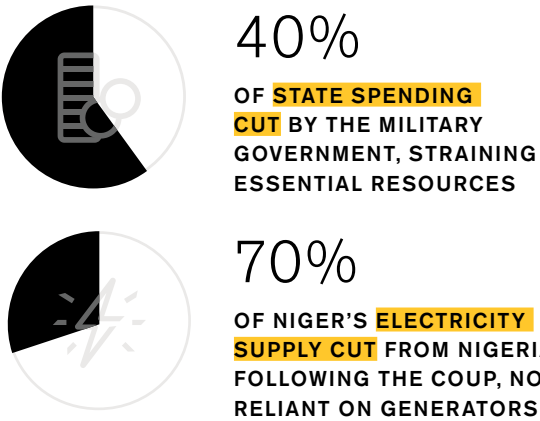 40%
OF STATE SPENDING
CUT BY THE MILITARY
GOVERNMENT, STRAINING
ESSENTIAL RESOURCES
70%
OF NIGER'S ELECTRICITY
SUPPLY CUT FROM
FOLLOWING THE COUP,
RELIANT ON GENERATORS